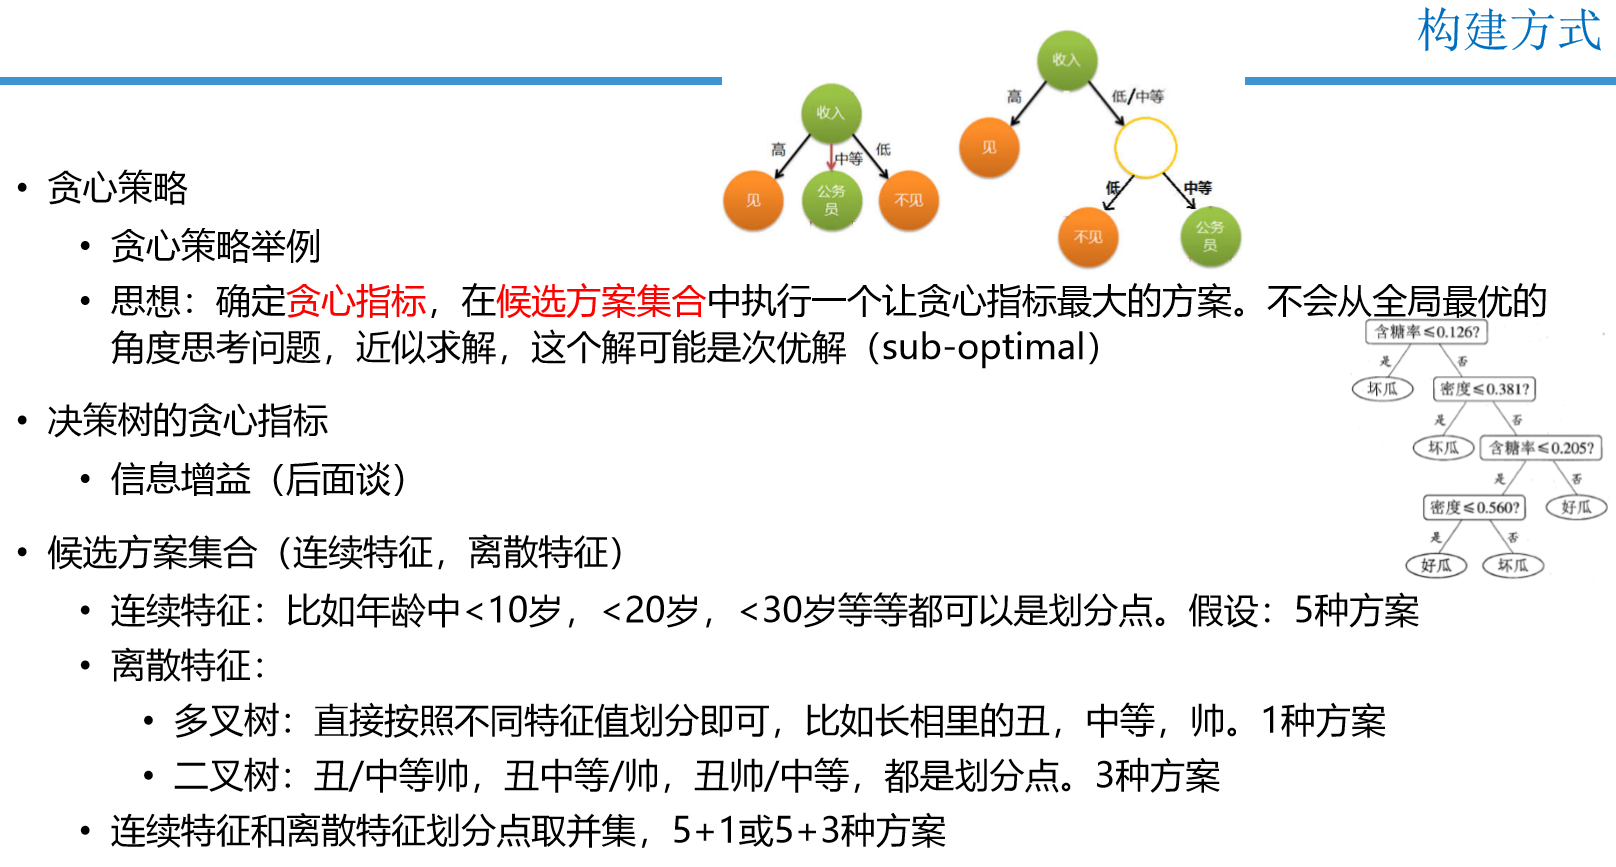 构建方式
收入
高
中等
低
见
公务
员
不见
收入
高
低/中等
见
低
中等
不见
公务
员
• 贪心策略
• 贪心策略举例
• 思想：确定贪心指标，在候选方案集合中执行一个让贪心指标最大的方案。不会从全局最优的
角度思考问题，近似求解，这个解可能是次优解（sub-optimal）
含糖率≤0.126?
是
否
坏瓜
密度≤0.381?
是
否
坏瓜
含糖率≤0.205?
是
否
密度≤0.560?
好瓜
是
否
好瓜
坏瓜
• 决策树的贪心指标
• 信息增益（后面谈）
• 候选方案集合（连续特征，离散特征）
• 连续特征：比如年龄中<10岁，<20岁，<30岁等等都可以是划分点。假设：5种方案
• 离散特征：
• 多叉树：直接按照不同特征值划分即可，比如长相里的丑，中等，帅。1种方案
• 二叉树：丑/中等帅，丑中等/帅，丑帅/中等，都是划分点。3种方案
• 连续特征和离散特征划分点取并集，5+1或5+3种方案